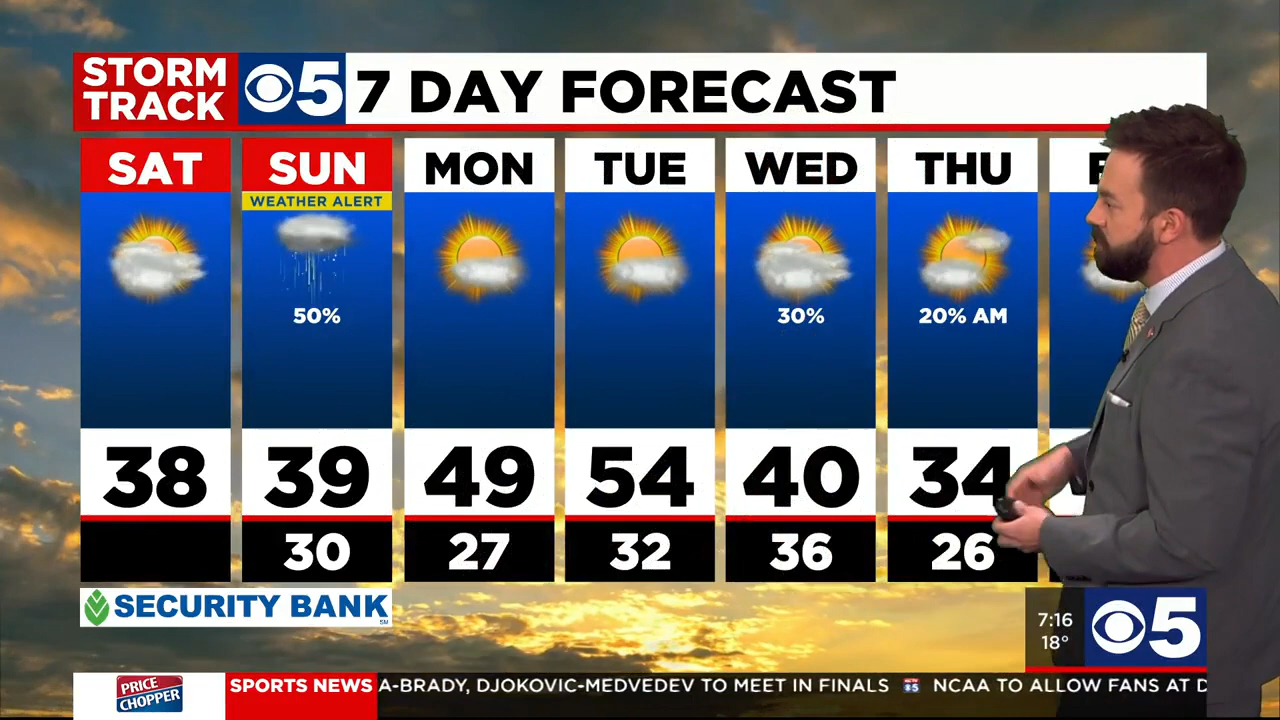 STORM
TRACK
5
7 DAY FORECAST
SAT
SUN
MON
TUE
WED
THU
F
WEATHER ALERT
50%
30%
20% AM
38
39
49
54
40
34
30
27
32
36
26
SECURITY BANK
SM
7:16
18°
5
PRICE
CHOPPER
SPORTS NEWS
A-BRADY, DJOKOVIC-MEDVEDEV TO MEET IN FINALS
5
NCAA TO ALLOW FANS AT D